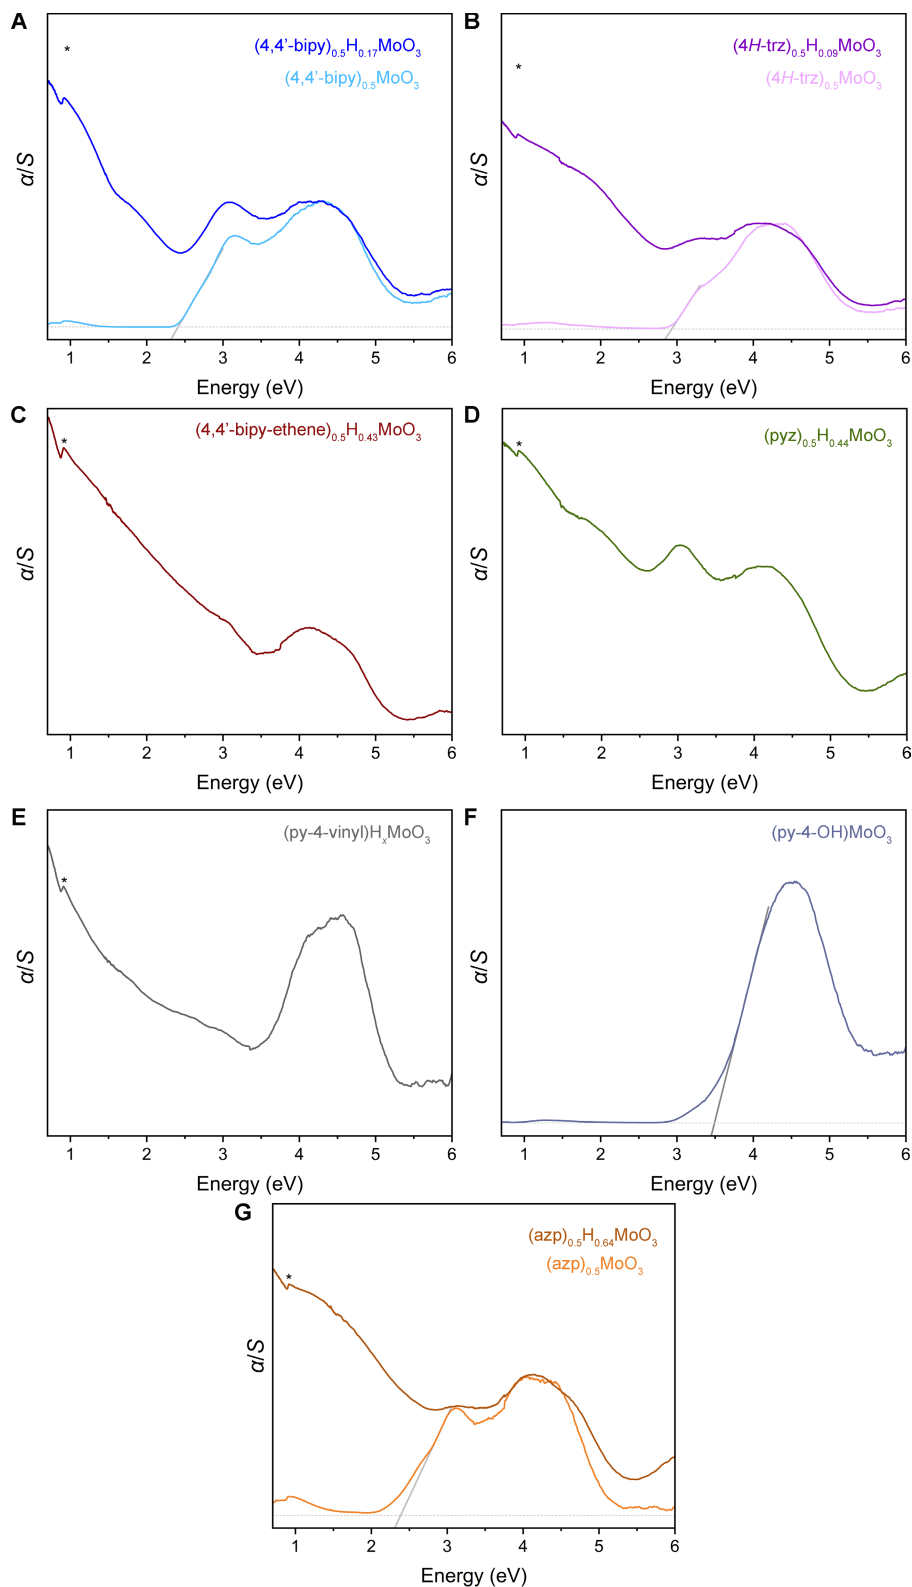 A
*
(4,4'-bipy)0.5H0.17MoO3
(4,4'-bipy)0.5MoO3
α/S
1 2 3 4 5 6
Energy (eV)
B
*
(4H-trz)0.5H0.09MoO3
(4H-trz)0.5MoO3
α/S
1 2 3 4 5 6
Energy (eV)
C
*
(4,4'-bipy-ethene)0.5H0.43MoO3
α/S
1 2 3 4 5 6
Energy (eV)
D
*
(pyz)0.5H0.44MoO3
α/S
1 2 3 4 5 6
Energy (eV)
E
*
(py-4-vinyl)HxMoO3
α/S
1 2 3 4 5 6
Energy (eV)
F
(py-4-OH)MoO3
α/S
1 2 3 4 5 6
Energy (eV)
G
*
(azp)0.5H0.64MoO3
(azp)0.5MoO3
α/S
1 2 3 4 5 6
Energy (eV)